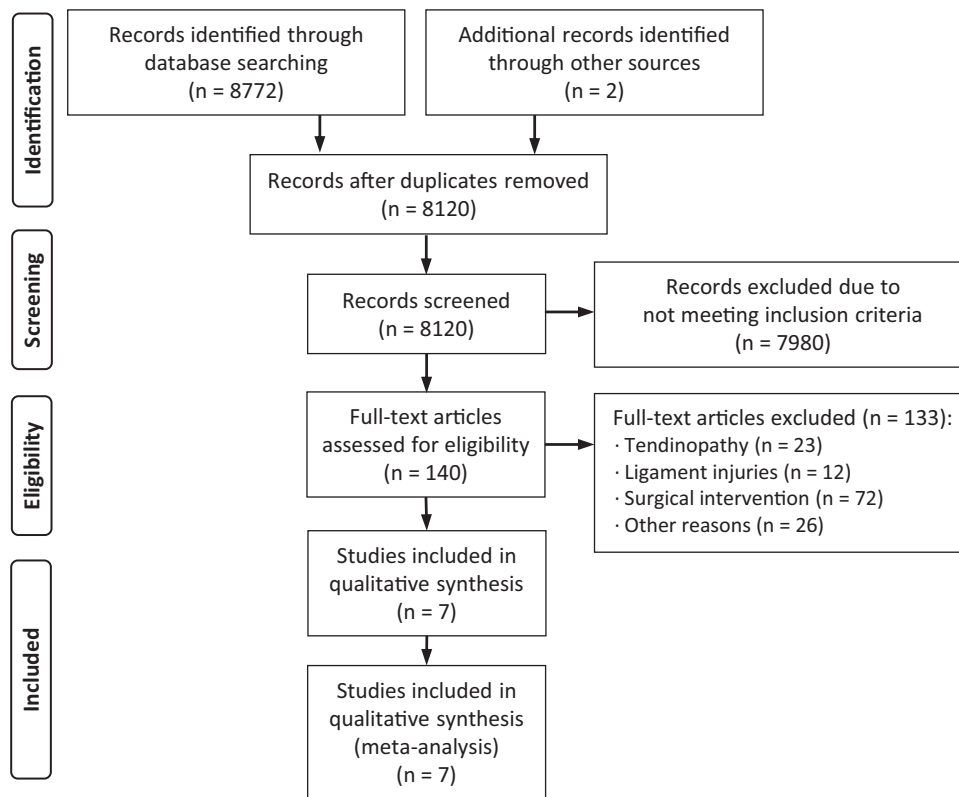 Identification
Records identified through
database searching
(n = 8772)
Additional records identified
through other sources
(n = 2)
Records after duplicates removed
(n = 8120)
Screening
Records screened
(n = 8120)
Records excluded due to
not meeting inclusion criteria
(n = 7980)
Eligibility
Full-text articles
assessed for eligibility
(n = 140)
Full-text articles excluded (n = 133):
· Tendinopathy (n = 23)
· Ligament injuries (n = 12)
· Surgical intervention (n = 72)
· Other reasons (n = 26)
Included
Studies included in
qualitative synthesis
(n = 7)
Studies included in
qualitative synthesis
(meta-analysis)
(n = 7)